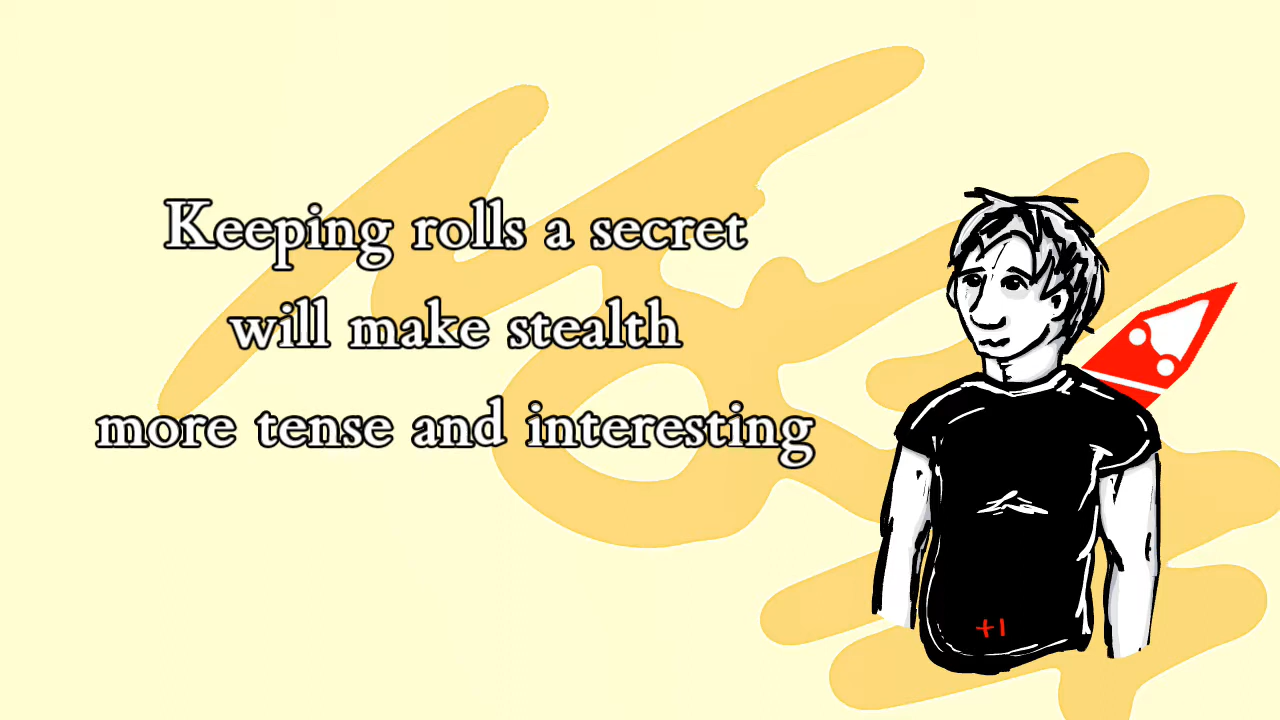 Keeping rolls a secret
will make stealth
more tense and interesting
+1